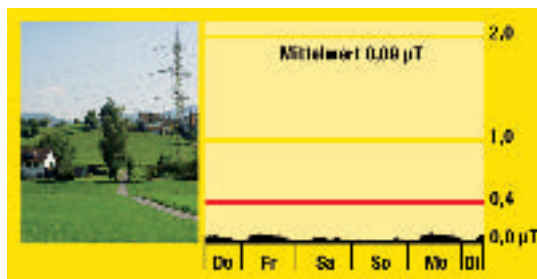 2,0
Mittelwert 0,09 µT
1,0
0,4
0,0 µT
Do Fr Sa So Mo Di